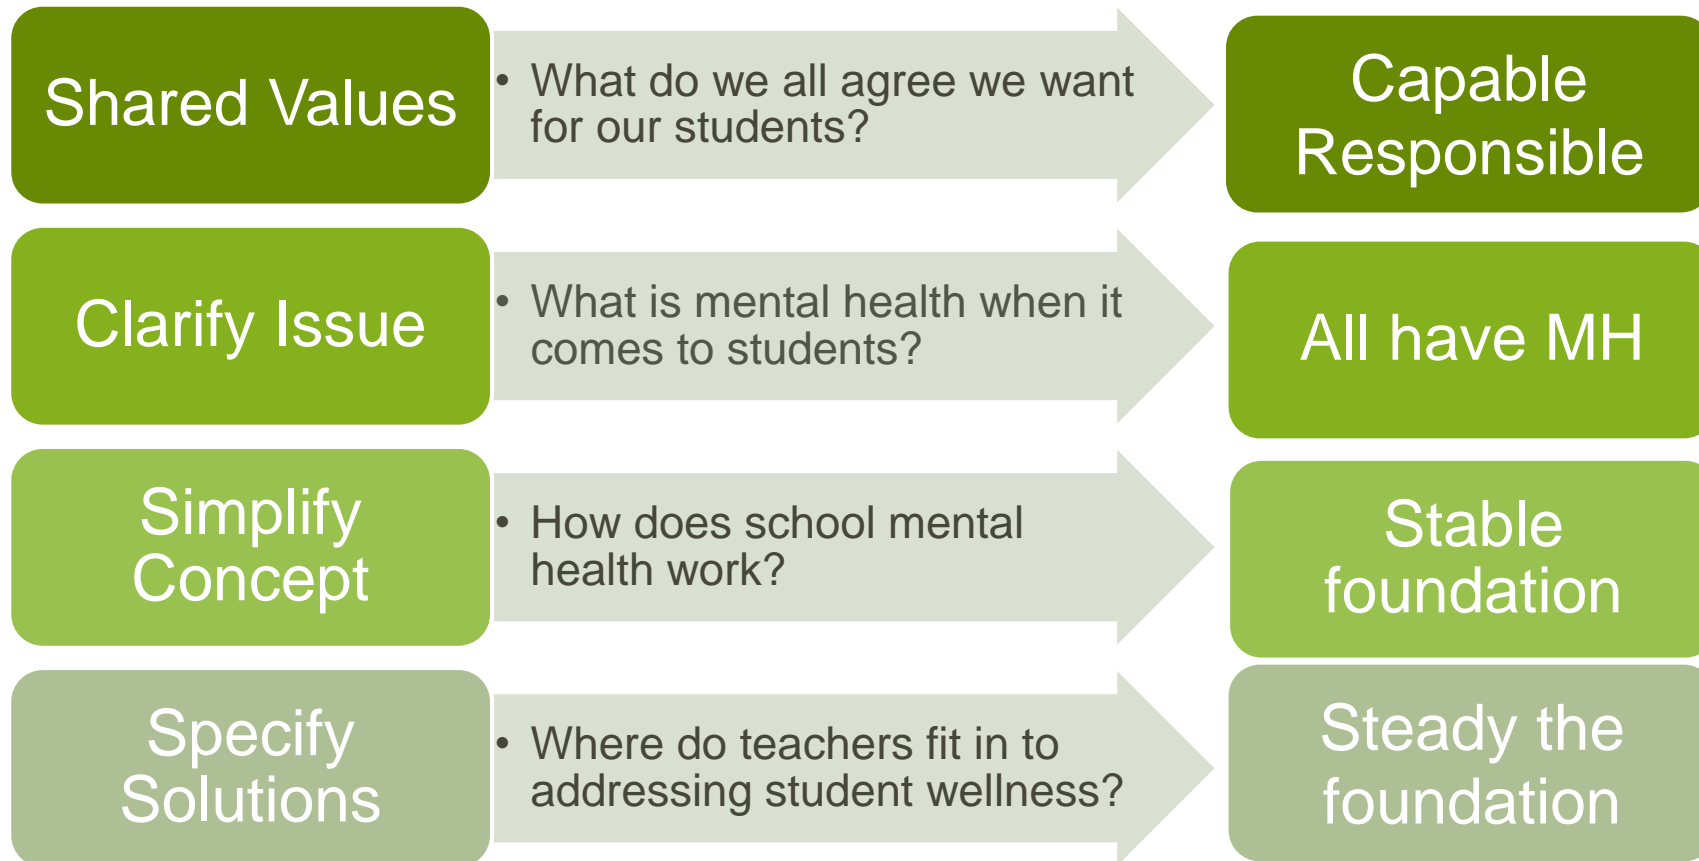 Shared Values
• What do we all agree we want
for our students?
Capable
Responsible
Clarify Issue
• What is mental health when it
comes to students?
All have MH
Simplify
Concept
• How does school mental
health work?
Stable
foundation
Specify
Solutions
• Where do teachers fit in to
addressing student wellness?
Steady the
foundation